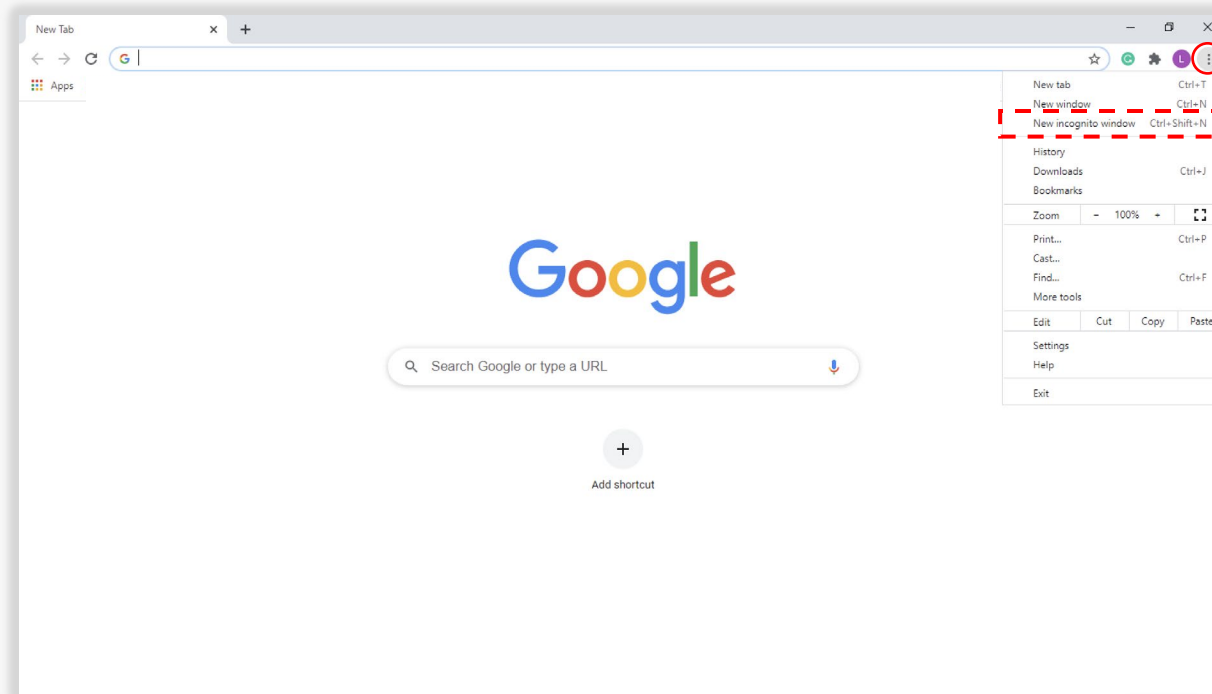 New Tab
G
Apps
L
New tab Ctrl+T
New window Ctrl+N
New incognito window Ctrl+Shift+N
History
Downloads Ctrl+J
Bookmarks
Zoom - 100% +
Print... Ctrl+P
Cast...
Find... Ctrl+F
More tools
Edit Cut Copy Paste
Settings
Help
Exit
Google
Search Google or type a URL
Add shortcut